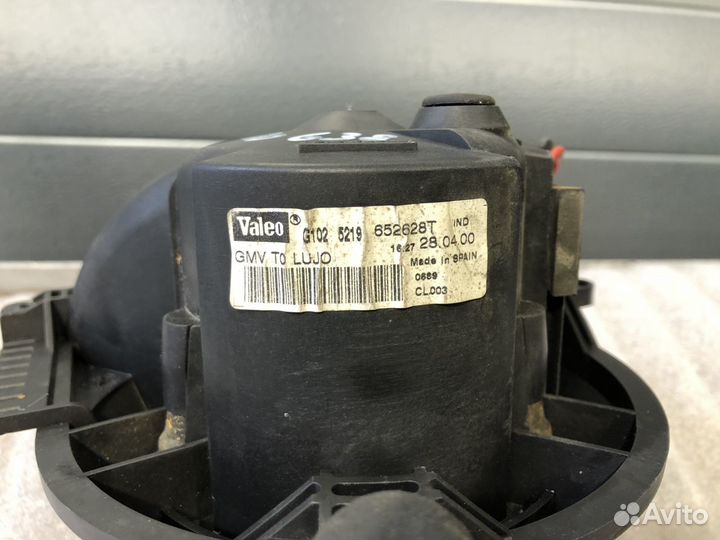 G36
Valeo ® G102 5219 652628T IND
16:27 28.04.00
GMV T0 LUJO Made in SPAIN
0689
CL003
Avito